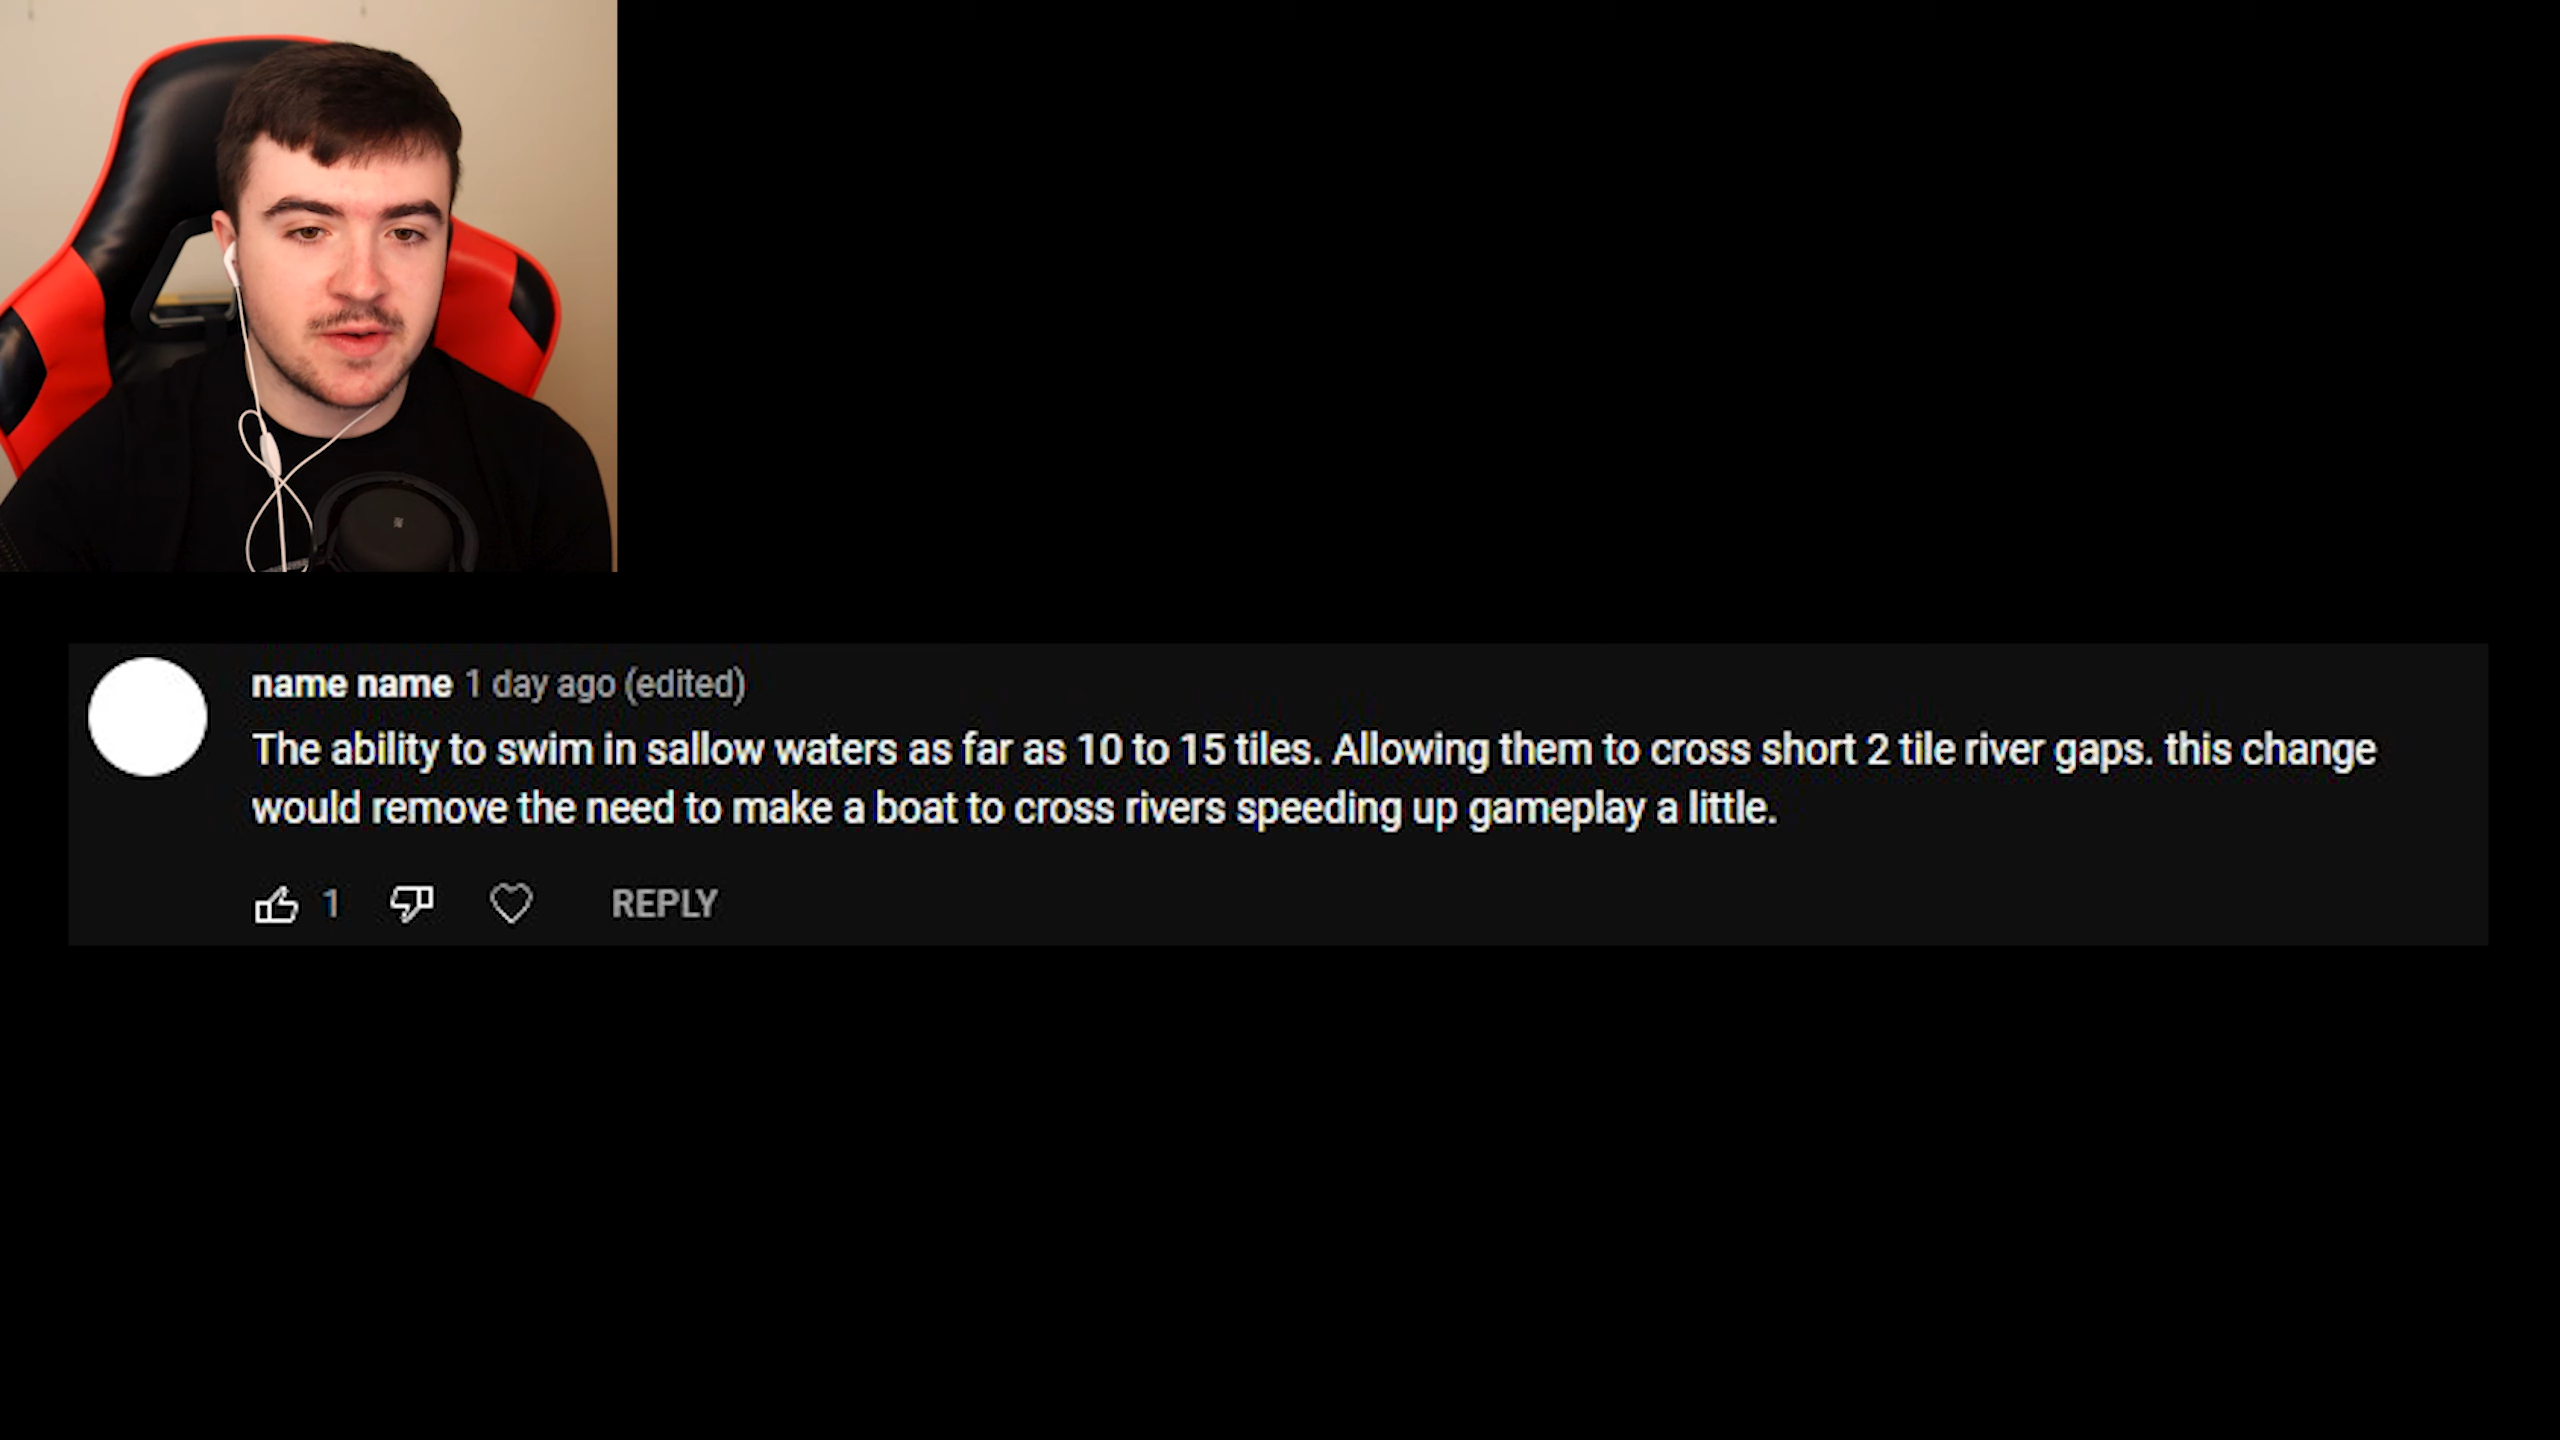 name name 1 day ago (edited)
The ability to swim in sallow waters as far as 10 to 15 tiles. Allowing them to cross short 2 tile river gaps. this change
would remove the need to make a boat to cross rivers speeding up gameplay a little.
1 REPLY